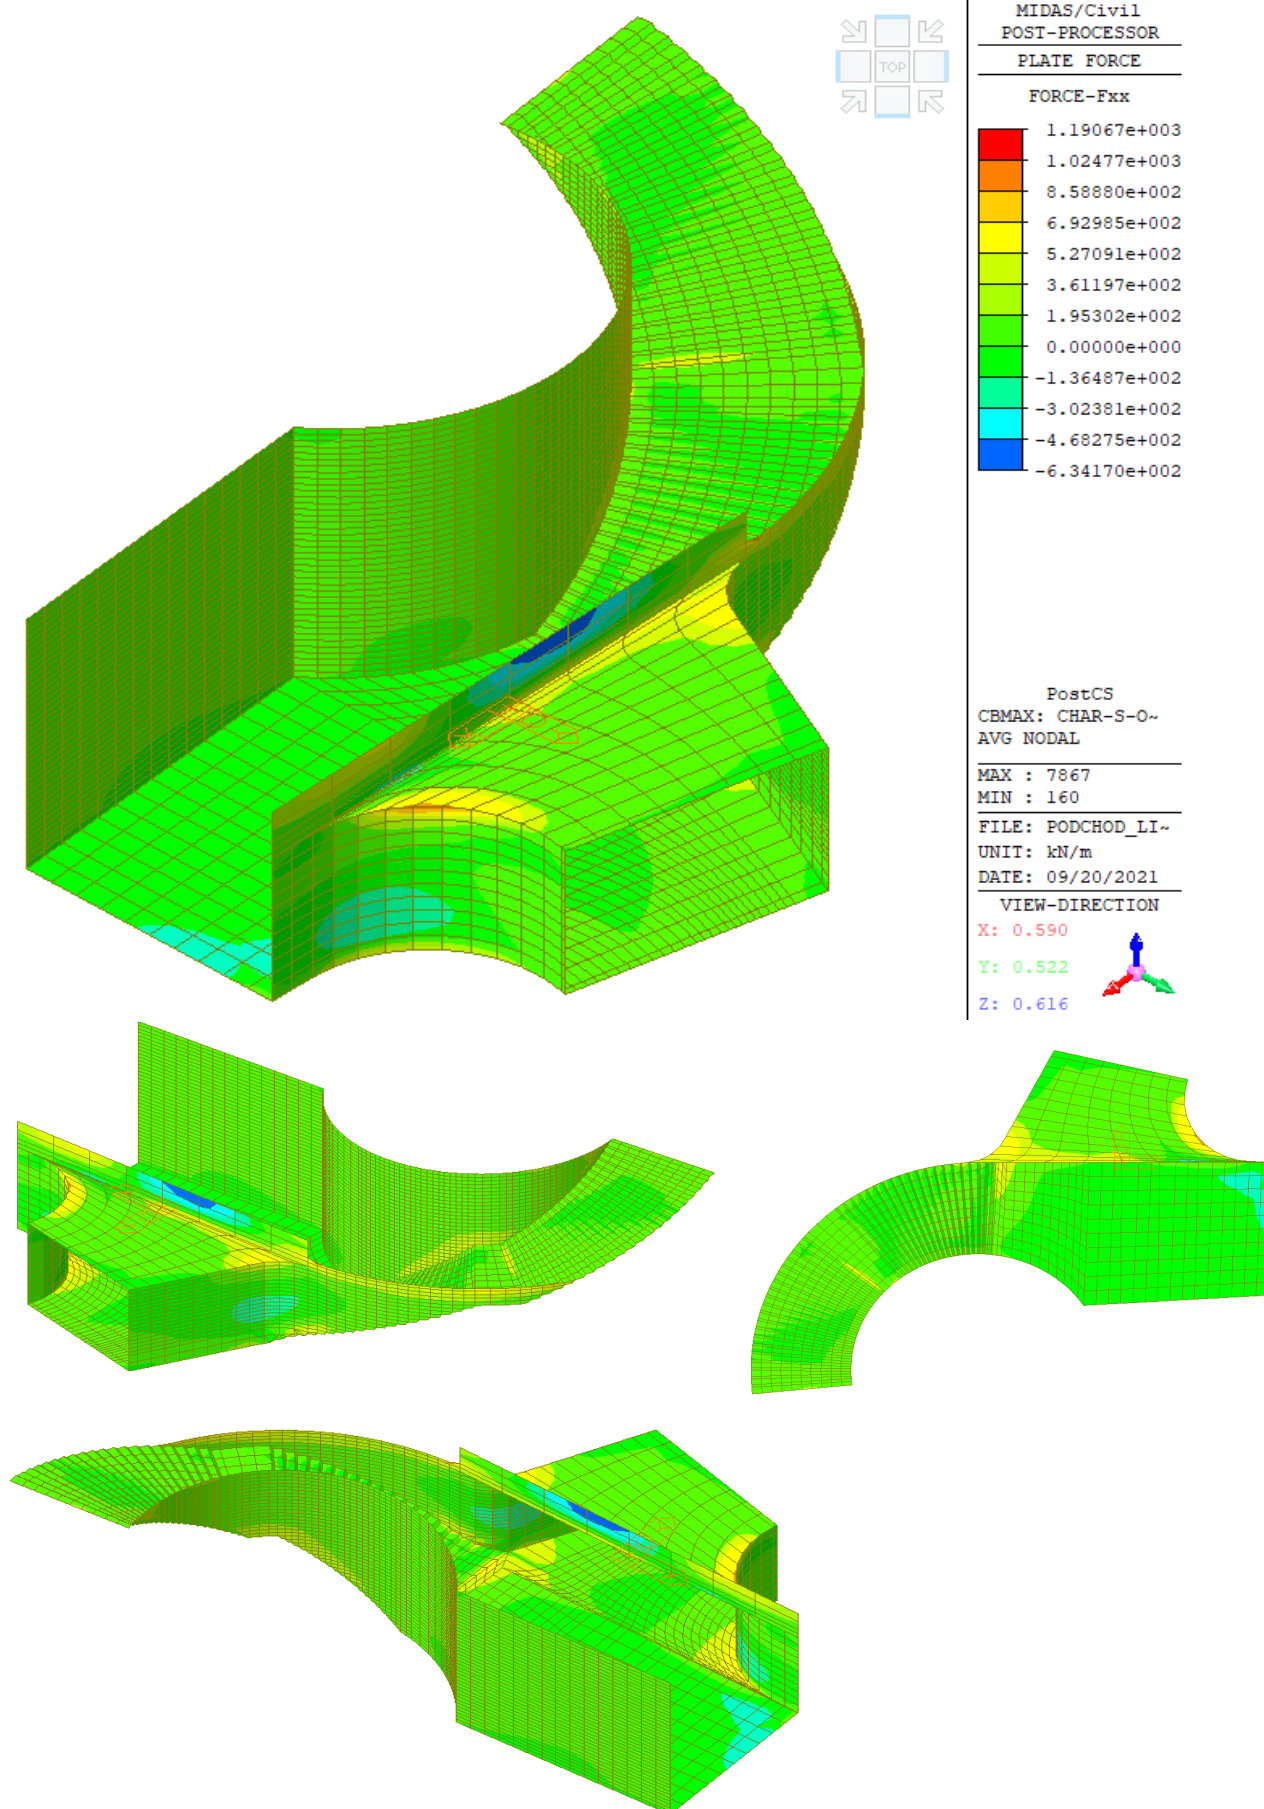 TOP
MIDAS/Civil
POST-PROCESSOR
PLATE FORCE
FORCE-Fxx
1.19067e+003
1.02477e+003
8.58880e+002
6.92985e+002
5.27091e+002
3.61197e+002
1.95302e+002
0.00000e+000
-1.36487e+002
-3.02381e+002
-4.68275e+002
-6.34170e+002
PostCS
CBMAX: CHAR-S-O~
AVG NODAL
MAX : 7867
MIN : 160
FILE: PODCHOD_LI~
UNIT: kN/m
DATE: 09/20/2021
VIEW-DIRECTION
X: 0.590
Y: 0.522
Z: 0.616